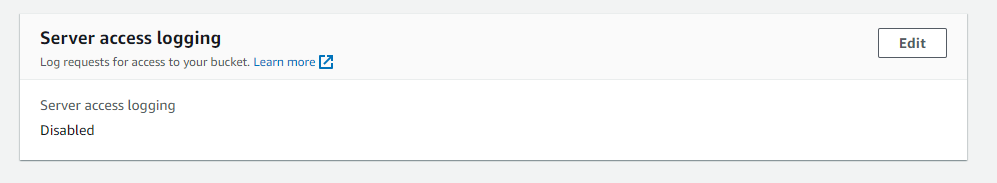 Server access logging
Edit
Log requests for access to your bucket. Learn more
Server access logging
Disabled